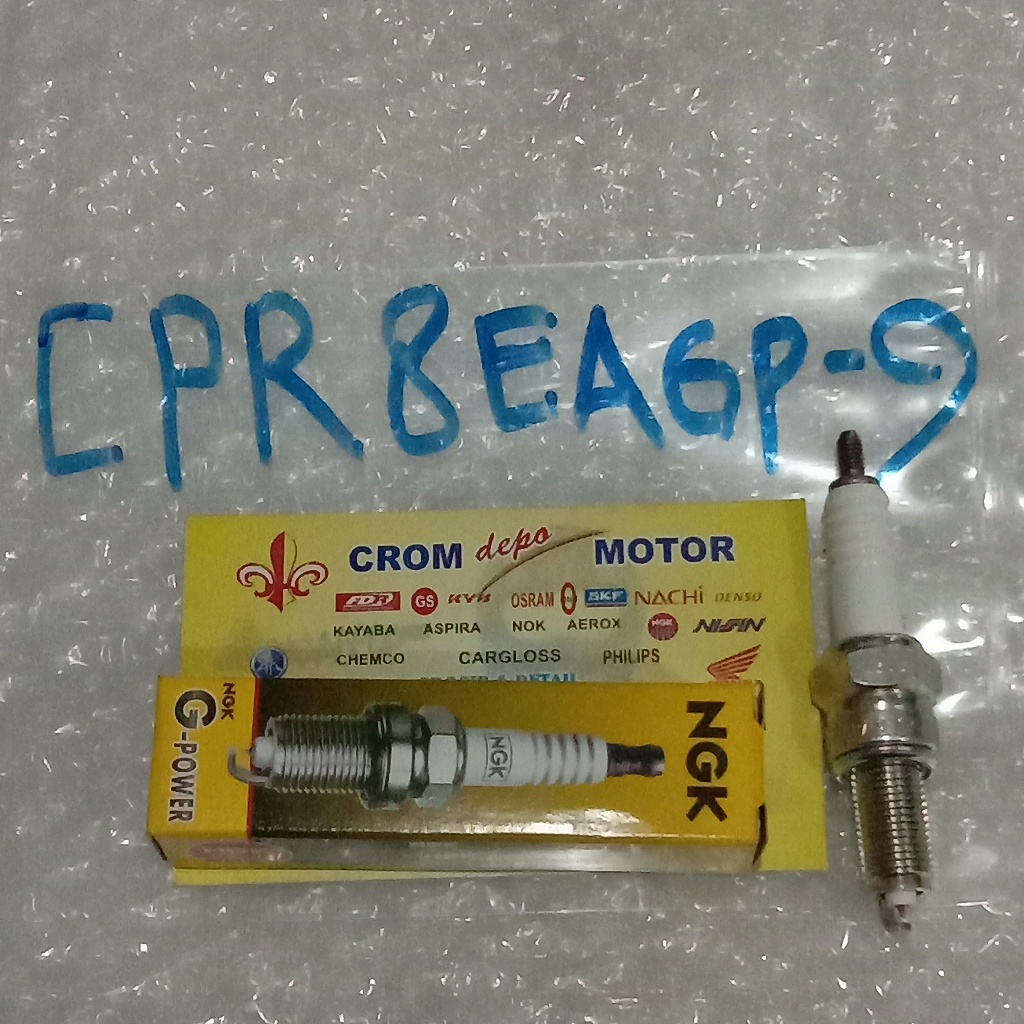 CPR8EAGP-9
CROM depo MOTOR
FDR GS KYB OSRAM SKF NACHI DENSO
KAYABA ASPIRA NOK AEROX NGK NISSIN
CHEMCO CARGLOSS PHILIPS
NGK
G-POWER
NGK
NGK